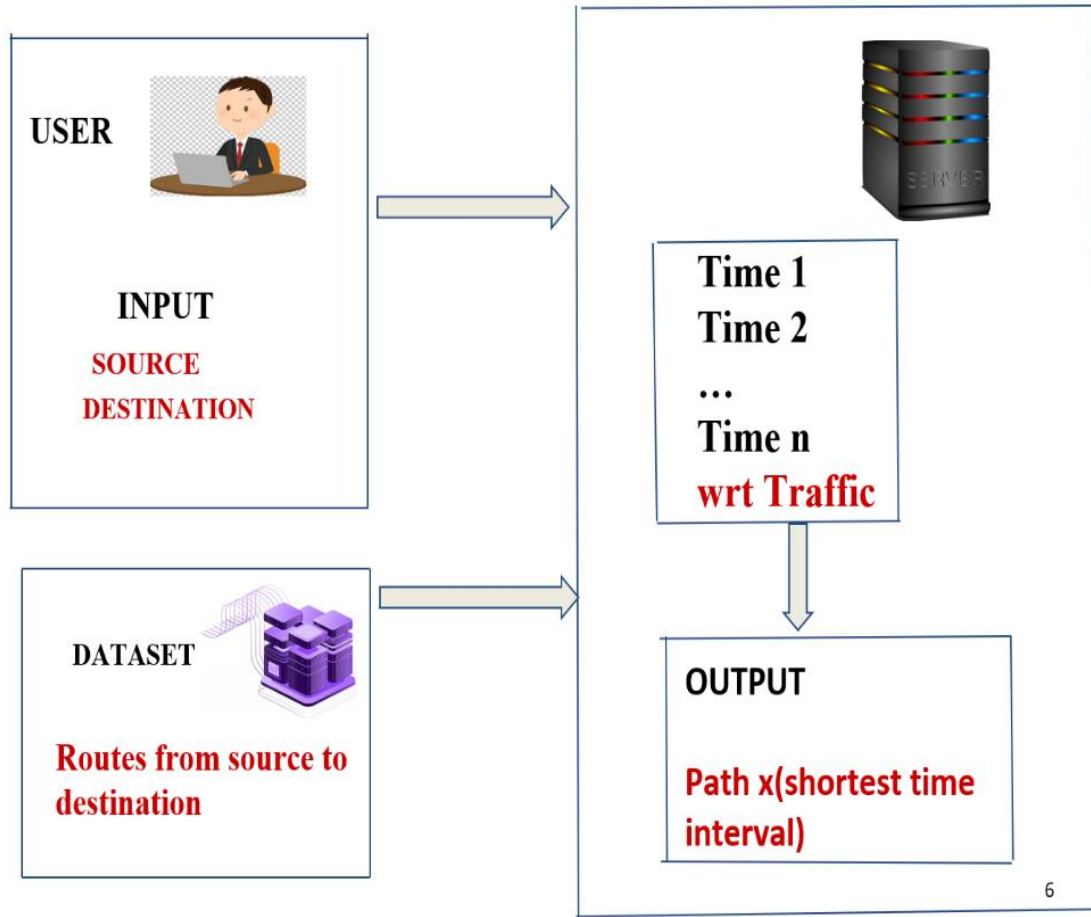 USER
INPUT
SOURCE
DESTINATION
DATASET
Routes from source to
destination
SERVER
Time 1
Time 2
...
Time n
wrt Traffic
OUTPUT
Path x(shortest time
interval)
6